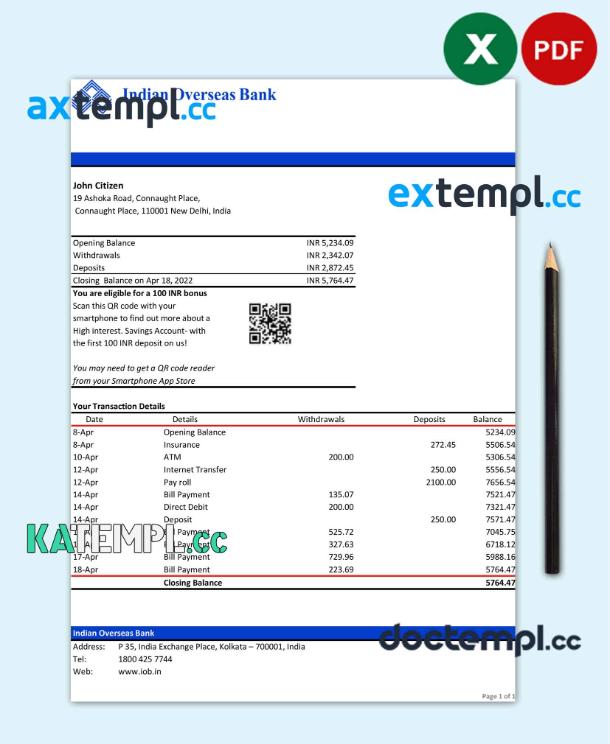 X PDF
Indian Overseas Bank
axtempl.cc
John Citizen
extempl.cc
19 Ashoka Road, Connaught Place,
Connaught Place, 110001 New Delhi, India
Opening Balance INR 5,234.09
Withdrawals INR 2,342.07
Deposits INR 2,872.45
Closing Balance on Apr 18, 2022 INR 5,764.47
You are eligible for a 100 INR bonus
Scan this QR code with your
smartphone to find out more about a
High interest. Savings Account- with
the first 100 INR deposit on us!
You may need to get a QR code reader
from your Smartphone App Store
Your Transaction Details
Date Details Withdrawals Deposits Balance
8-Apr Opening Balance 5234.09
8-Apr Insurance 272.45 5506.54
10-Apr ATM 200.00 5306.54
12-Apr Internet Transfer 250.00 5556.54
12-Apr Pay roll 2100.00 7656.54
14-Apr Bill Payment 135.07 7521.47
14-Apr Direct Debit 200.00 7321.47
14-Apr Deposit 250.00 7571.47
Payment 525.72 7045.75
KATEMPL.cc
Payment 327.63 6718.12
17-Apr Bill Payment 729.96 5988.16
18-Apr Bill Payment 223.69 5764.47
Closing Balance 5764.47
Indian Overseas Bank
doctempl.cc
Address: P 35, India Exchange Place, Kolkata – 700001, India
Tel: 1800 425 7744
Web: www.iob.in
Page 1 of 1